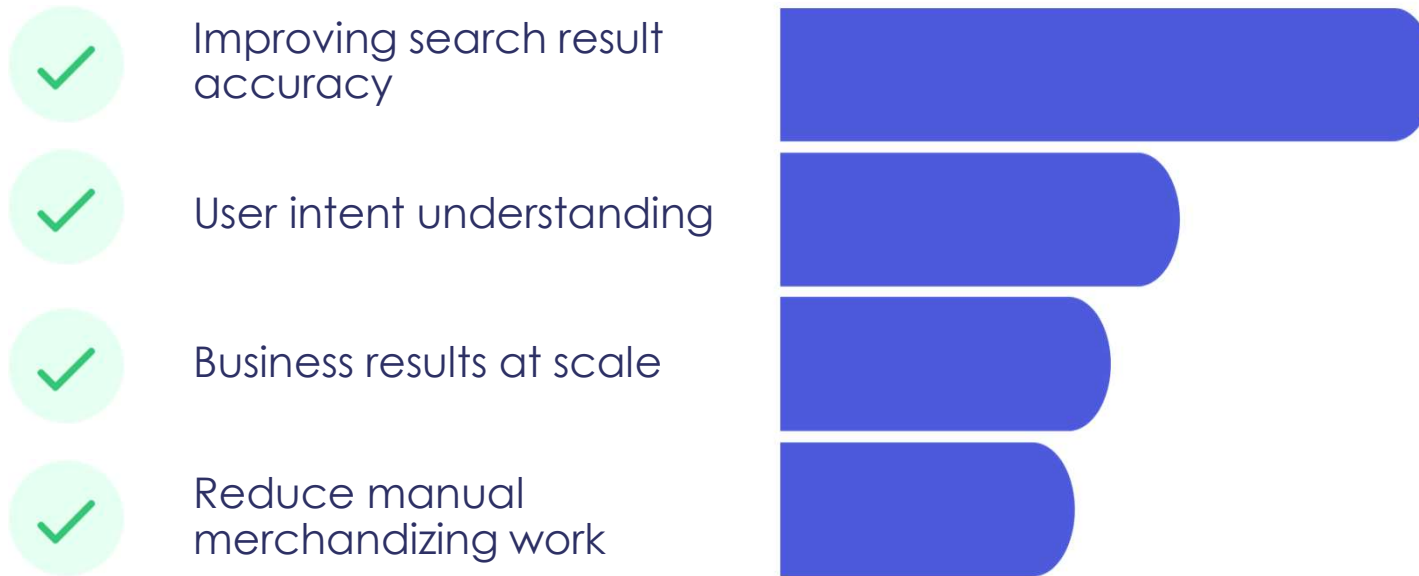 Improving search result
accuracy
User intent understanding
Business results at scale
Reduce manual
merchandizing work